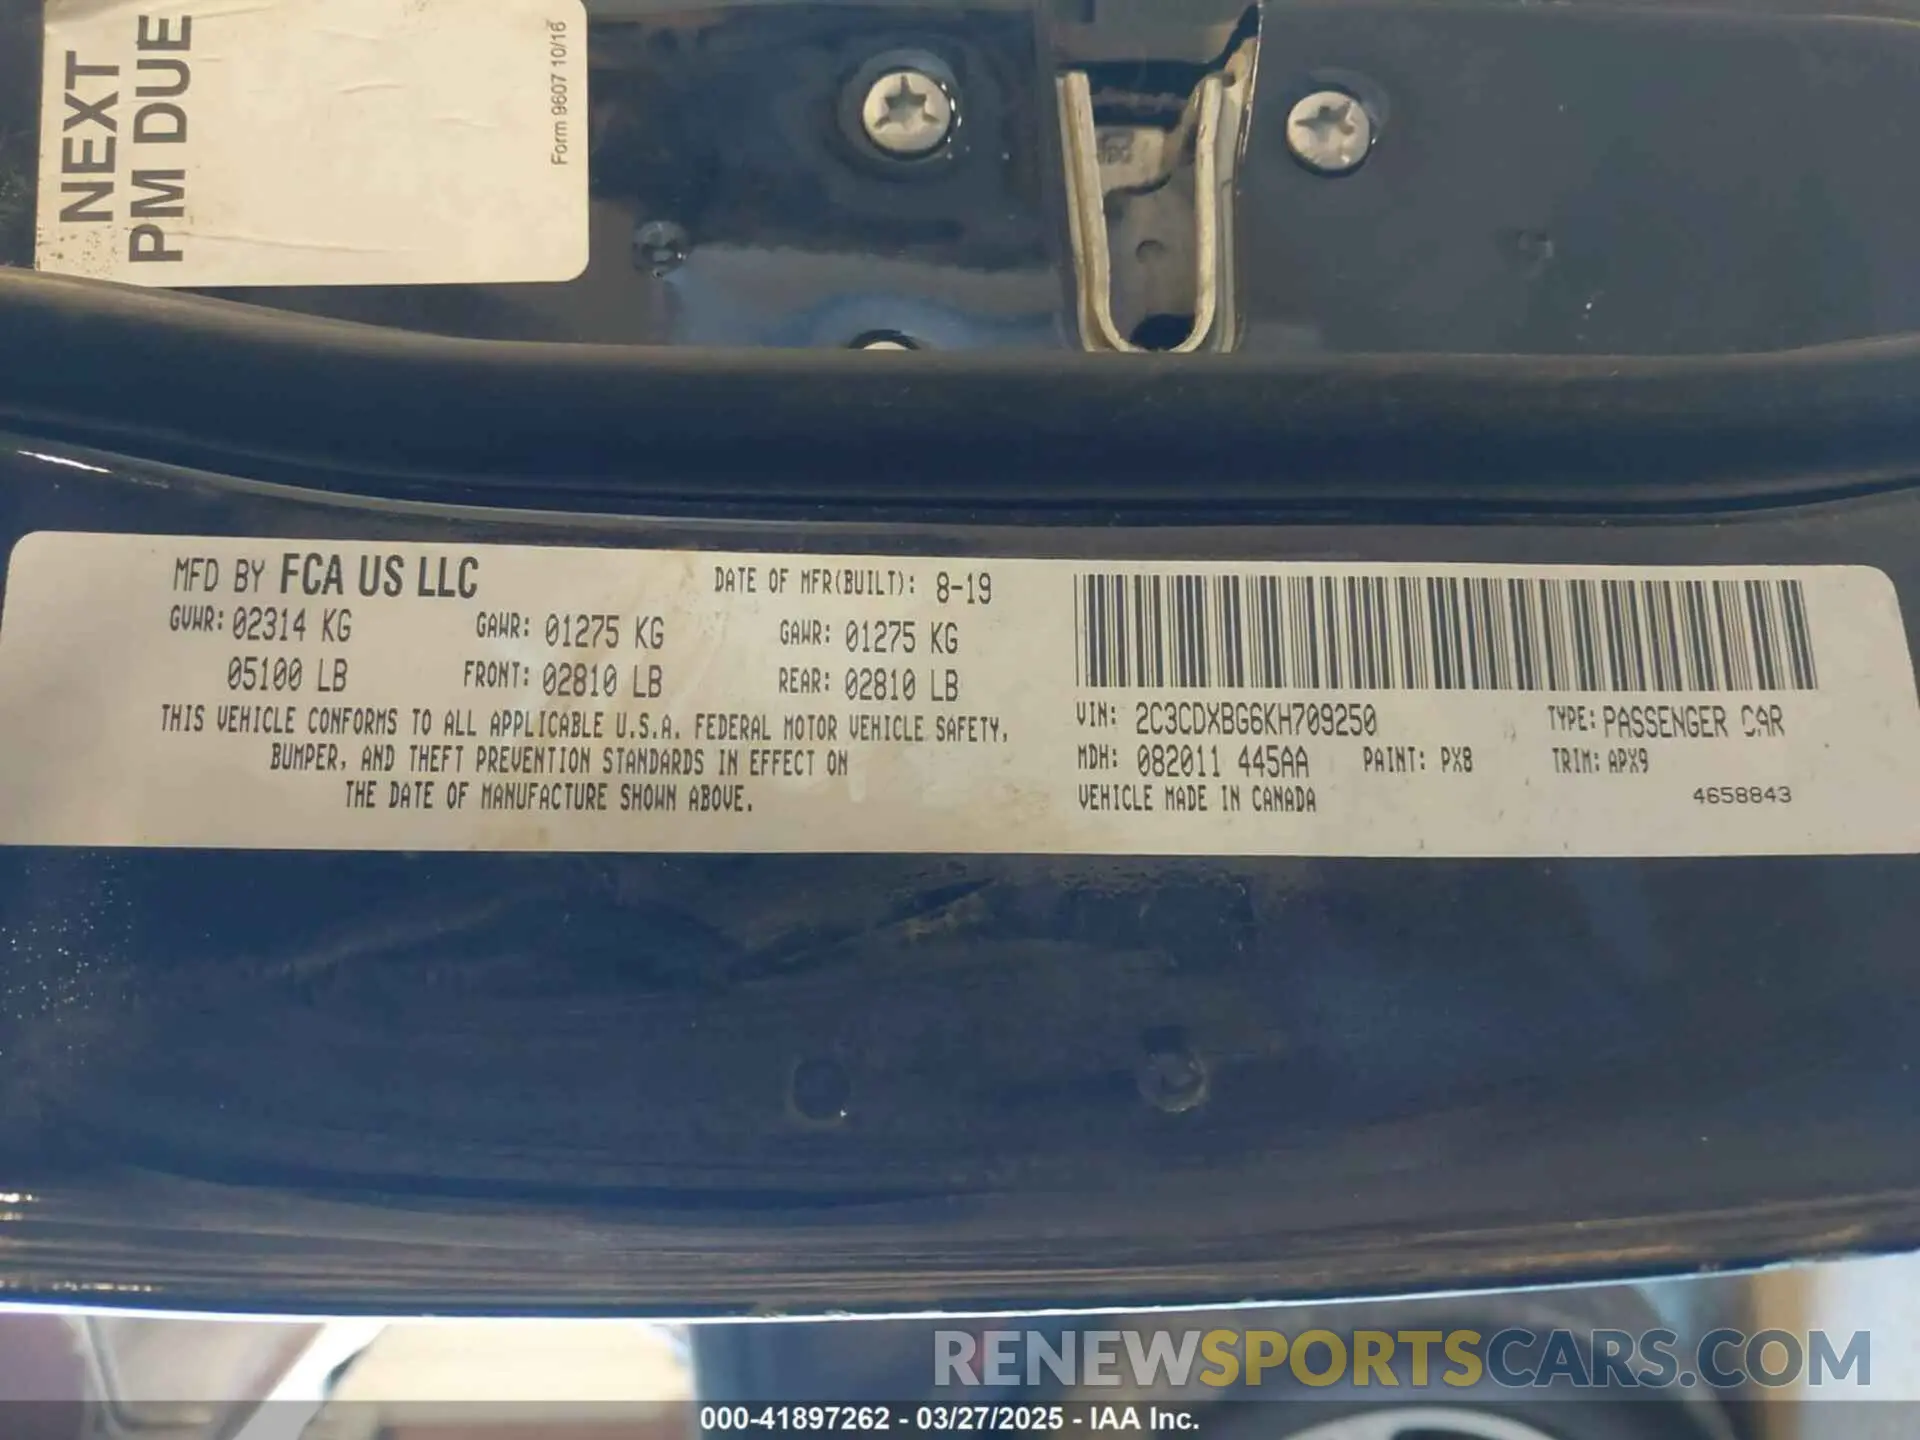 NEXT
PM DUE
Form 9607 10/16
MFD BY FCA US LLC
DATE OF MFR(BUILT): 8-19
GVWR: 02314 KG
GAWR: 01275 KG
GAWR: 01275 KG
05100 LB
FRONT: 02810 LB
REAR: 02810 LB
THIS VEHICLE CONFORMS TO ALL APPLICABLE U.S.A. FEDERAL MOTOR VEHICLE SAFETY,
BUMPER, AND THEFT PREVENTION STANDARDS IN EFFECT ON
THE DATE OF MANUFACTURE SHOWN ABOVE.
VIN: 2C3CDXBG6KH709250
TYPE: PASSENGER CAR
MDH: 082011 445AA
PAINT: PX8
TRIM: APX9
VEHICLE MADE IN CANADA
4658843
RENEWSPORTSCARS.COM
000-41897262 - 03/27/2025 - IAA Inc.